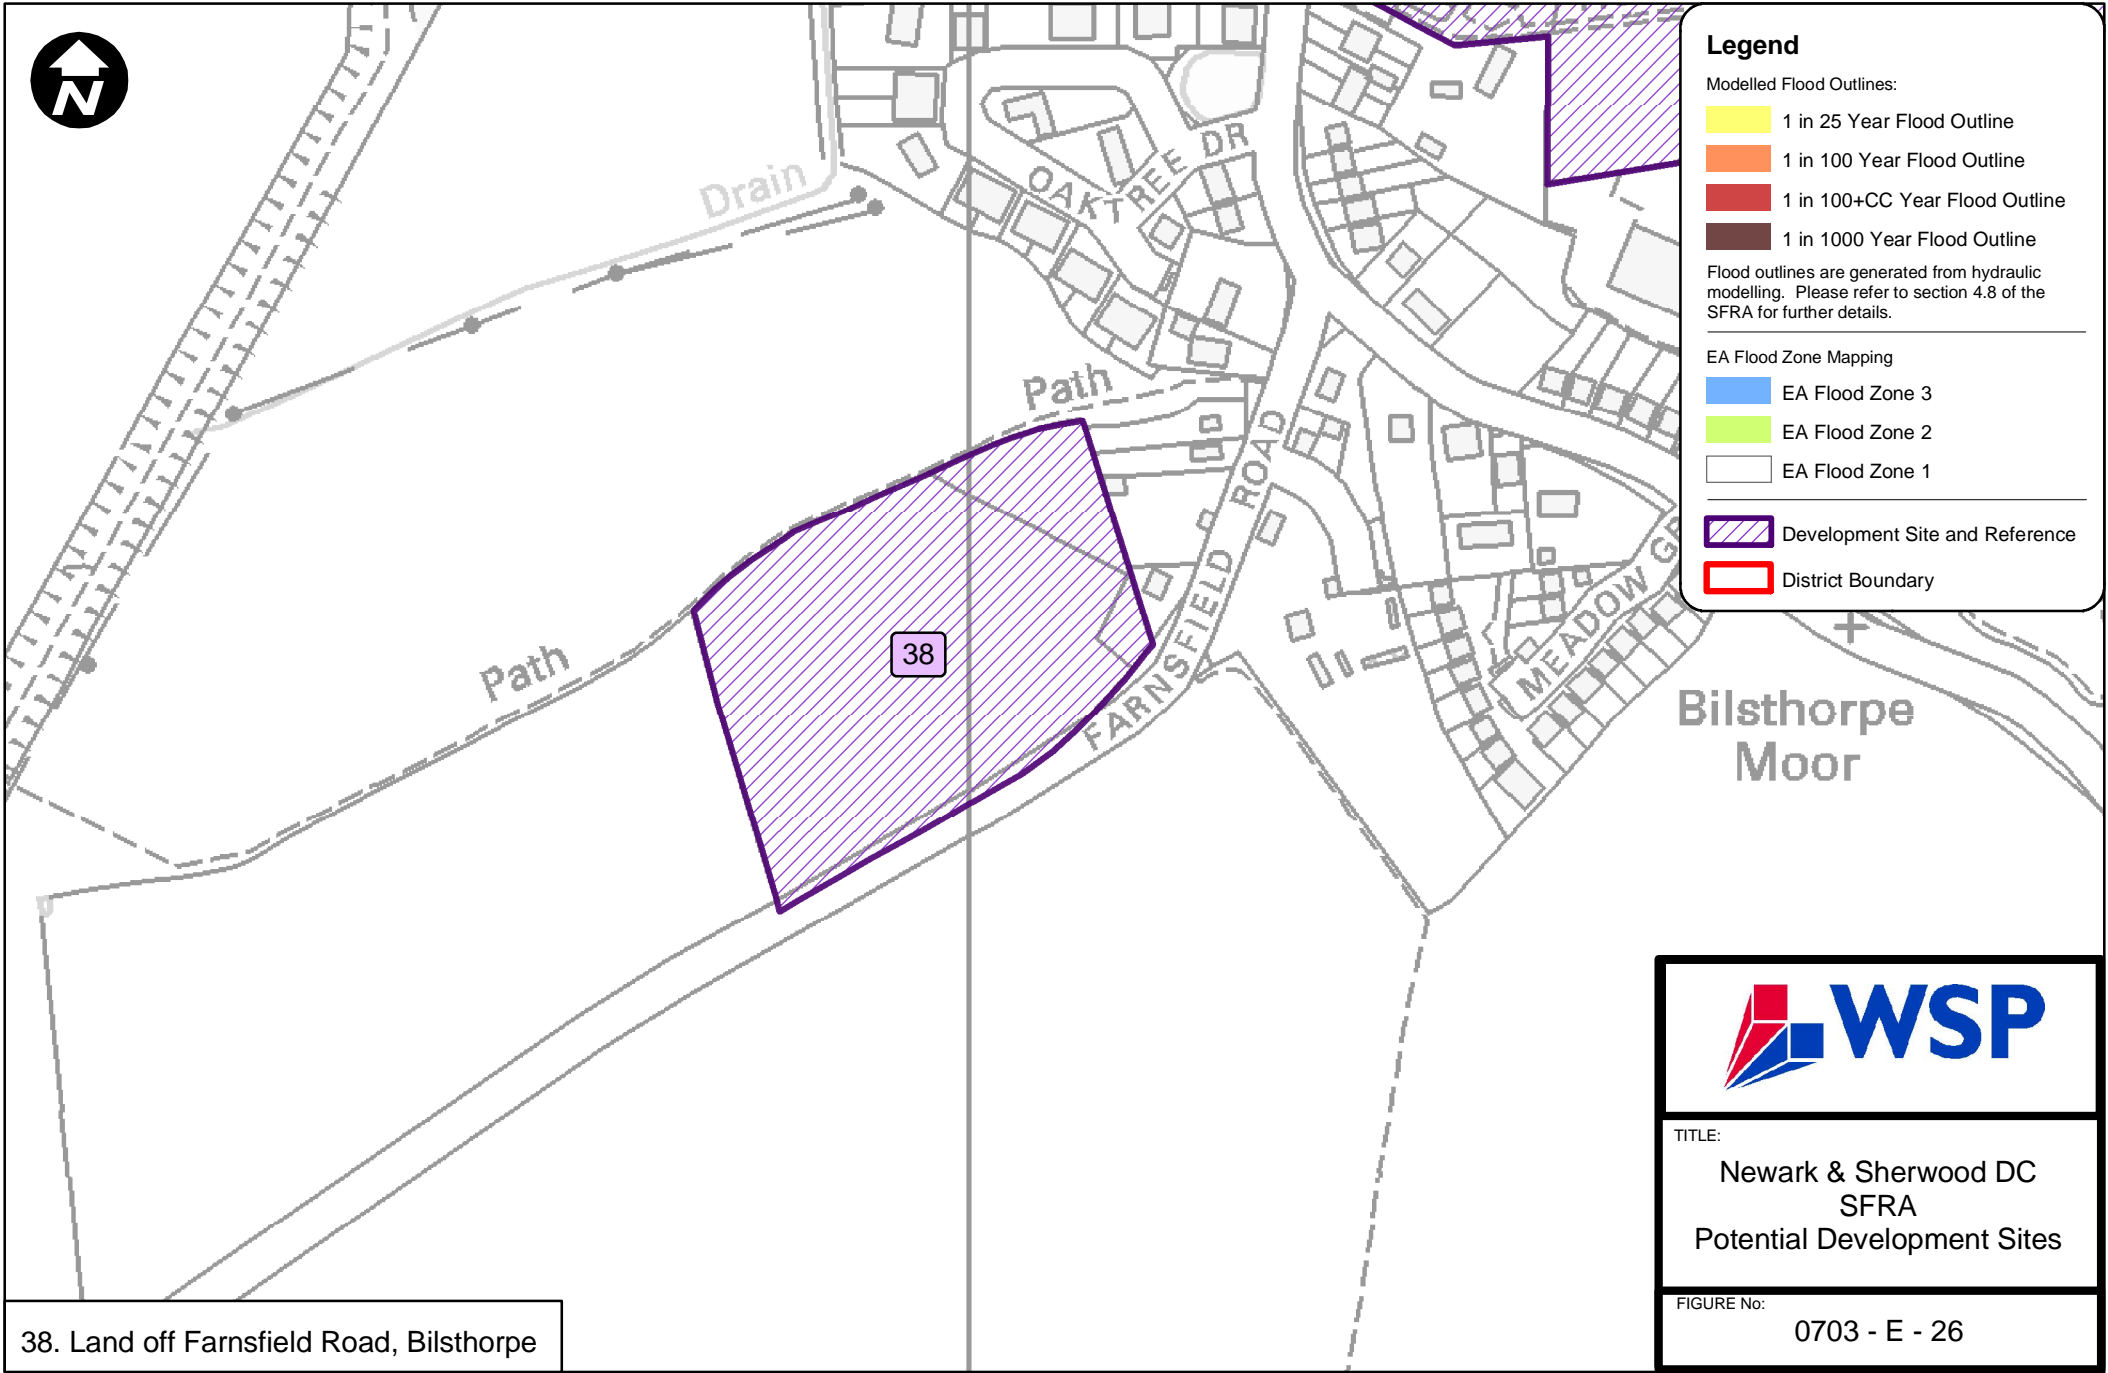 N
Drain
OAKTREE DR
Path
FARNSFIELD ROAD
Path
38
MEADOW GR
Bilsthorpe
Moor
Legend
Modelled Flood Outlines:
1 in 25 Year Flood Outline
1 in 100 Year Flood Outline
1 in 100+CC Year Flood Outline
1 in 1000 Year Flood Outline
Flood outlines are generated from hydraulic
modelling. Please refer to section 4.8 of the
SFRA for further details.
EA Flood Zone Mapping
EA Flood Zone 3
EA Flood Zone 2
EA Flood Zone 1
Development Site and Reference
District Boundary
WSP
TITLE:
Newark & Sherwood DC
SFRA
Potential Development Sites
FIGURE No:
0703 - E - 26
38. Land off Farnsfield Road, Bilsthorpe